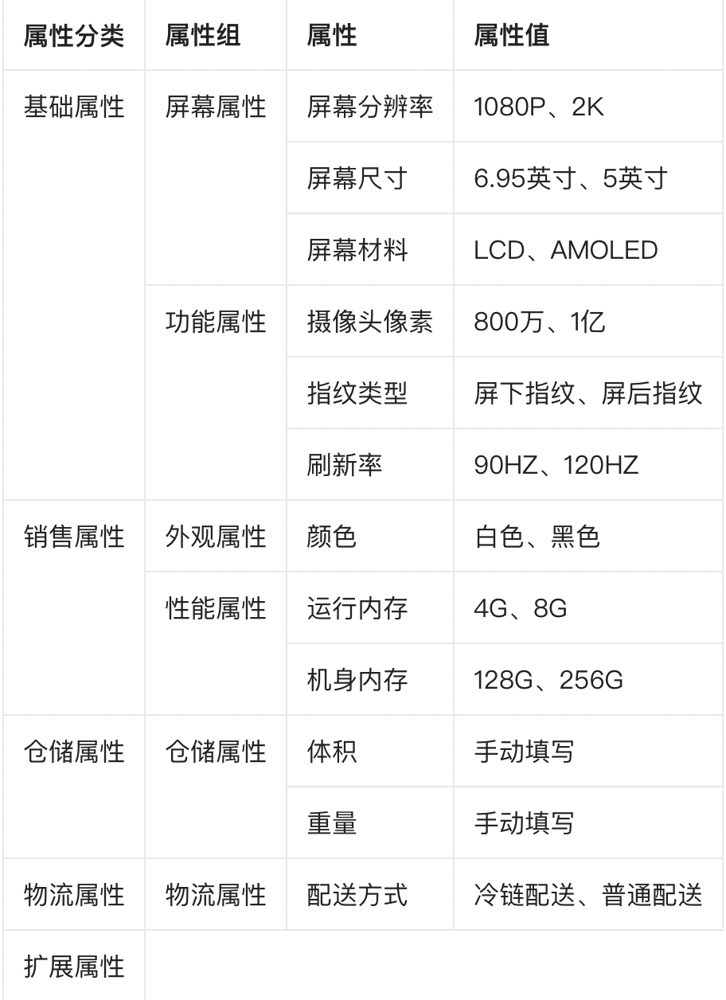 属性分类 属性组 属性 属性值
基础属性 屏幕属性 屏幕分辨率 1080P、2K
屏幕尺寸 6.95英寸、5英寸
屏幕材料 LCD、AMOLED
功能属性 摄像头像素 800万、1亿
指纹类型 屏下指纹、屏后指纹
刷新率 90HZ、120HZ
销售属性 外观属性 颜色 白色、黑色
性能属性 运行内存 4G、8G
机身内存 128G、256G
仓储属性 仓储属性 体积 手动填写
重量 手动填写
物流属性 物流属性 配送方式 冷链配送、普通配送
扩展属性